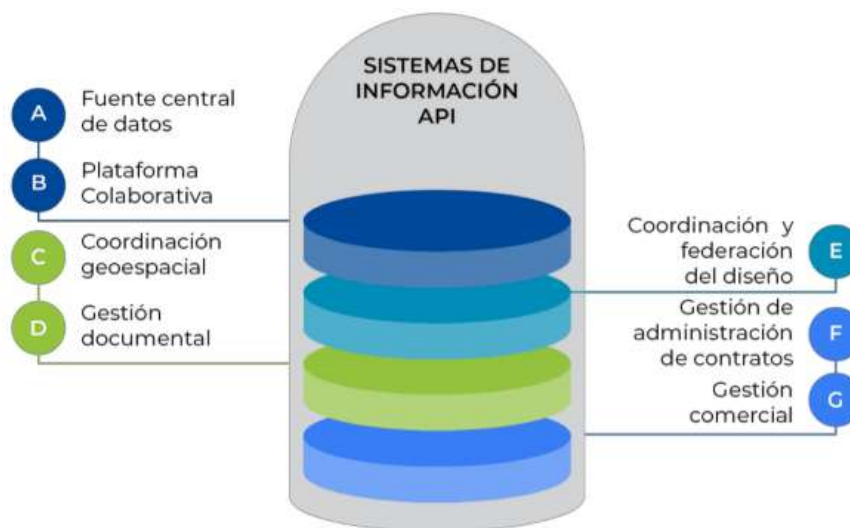 SISTEMAS DE
INFORMACIÓN
API
A
Fuente central
de datos
B
Plataforma
Colaborativa
C
Coordinación
geoespacial
D
Gestión
documental
Coordinación y
federación
del diseño
E
Gestión de
administración
de contratos
F
Gestión
comercial
G